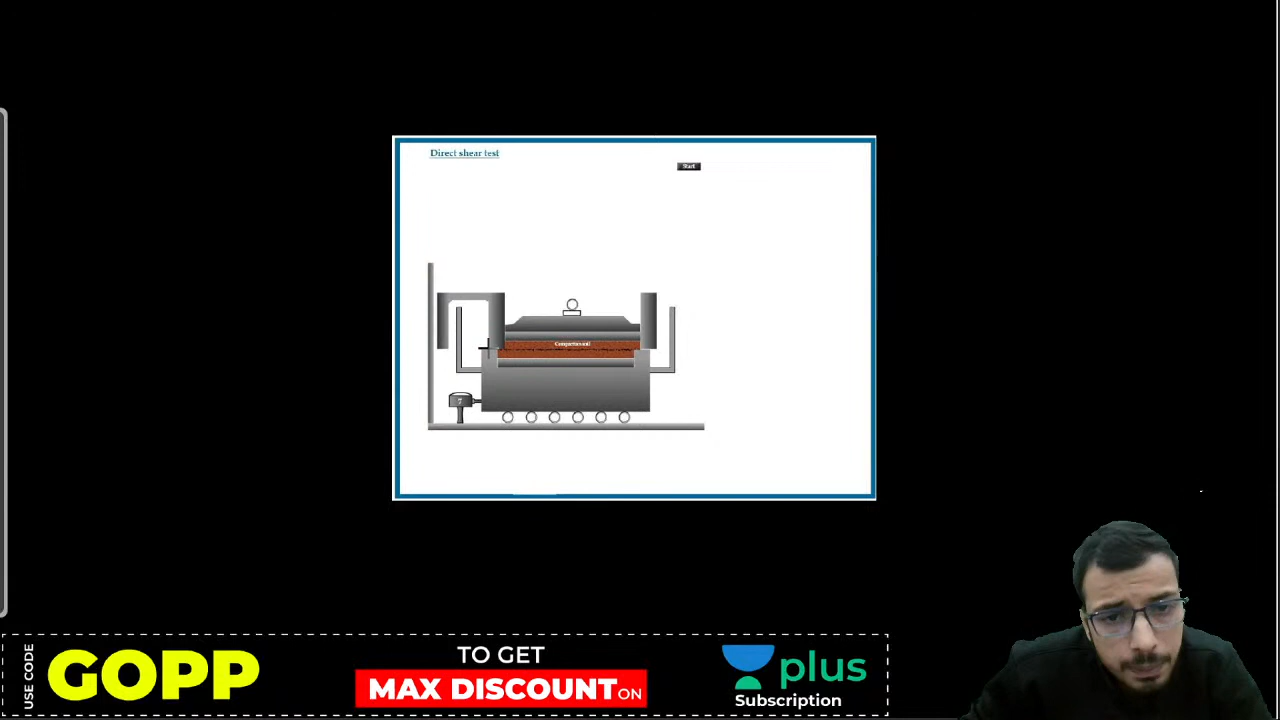 Direct shear test
Start
USE CODE
GOPP
TO GET
MAX DISCOUNT ON
plus
Subscription